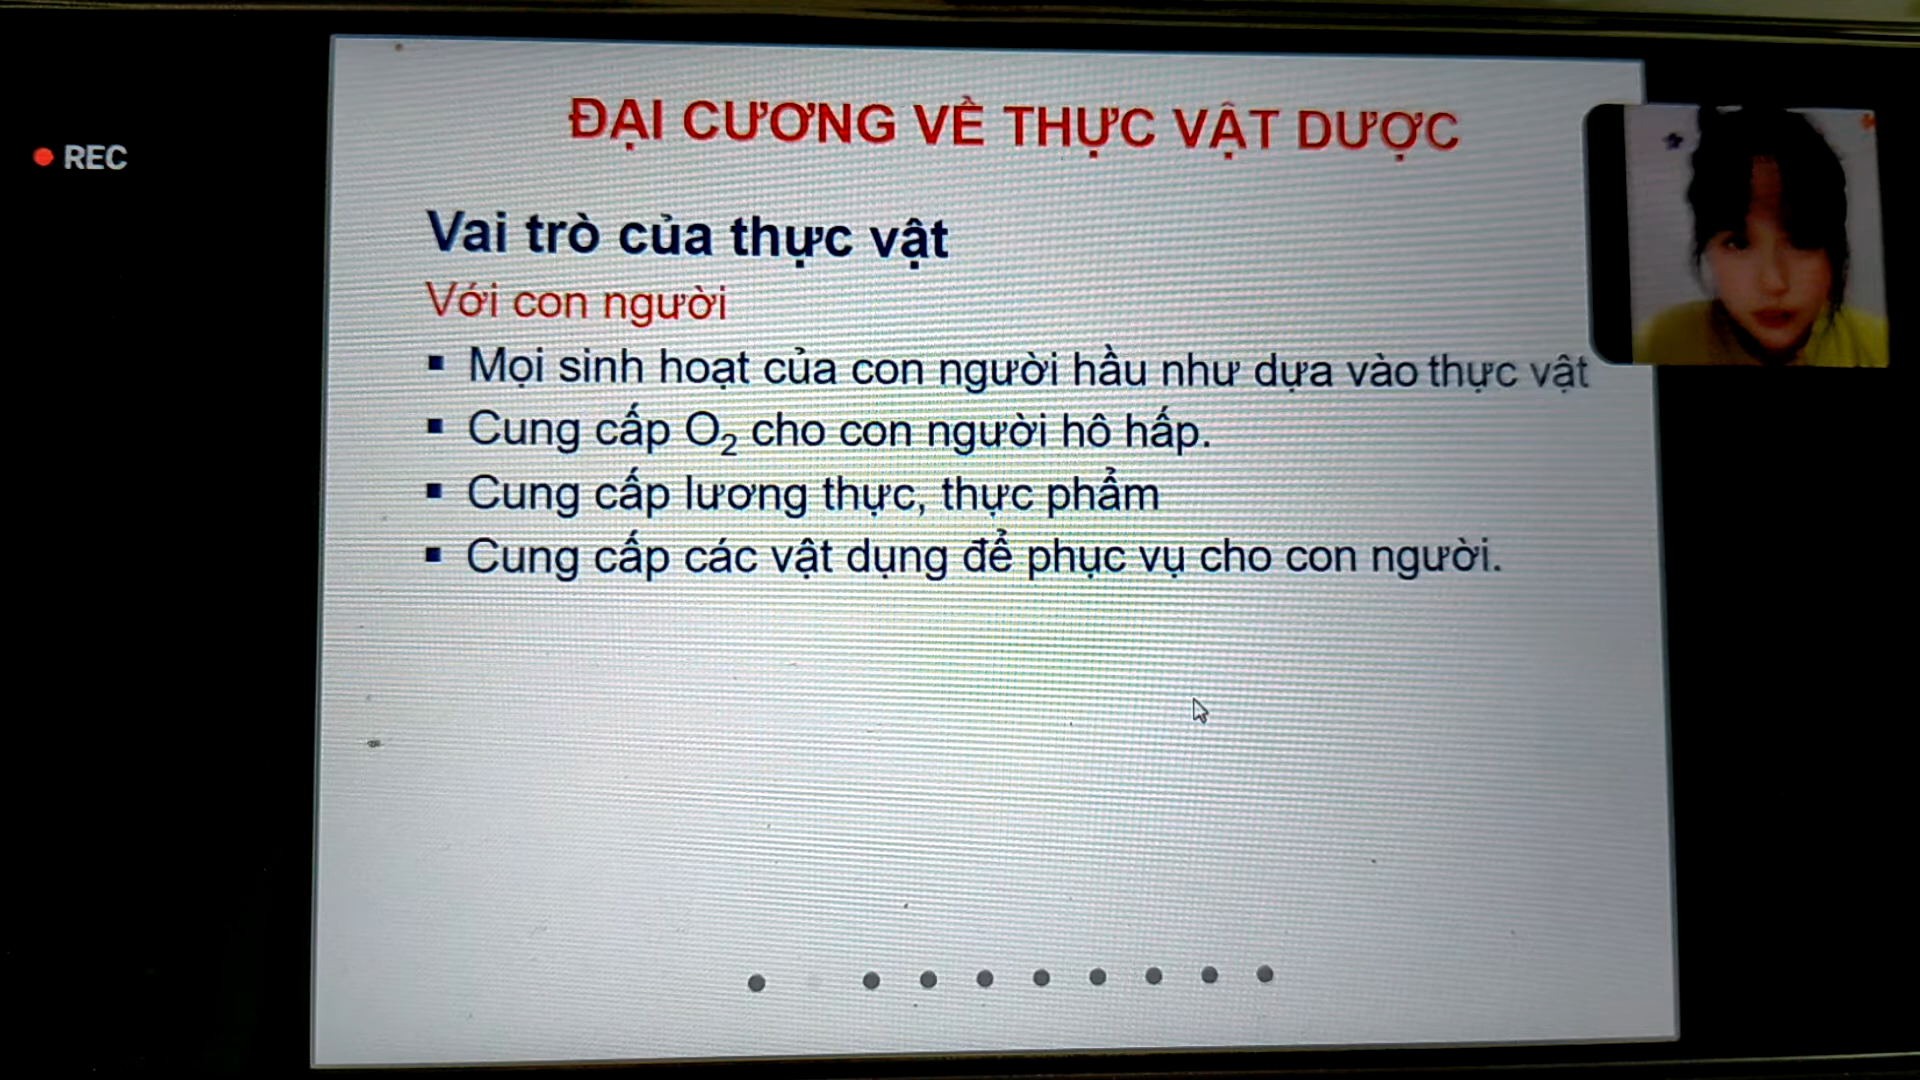 ĐẠI CƯƠNG VỀ THỰC VẬT DƯỢC
REC
Vai trò của thực vật
Với con người
▪ Mọi sinh hoạt của con người hầu như dựa vào thực vật
▪ Cung cấp O₂ cho con người hô hấp.
▪ Cung cấp lương thực, thực phẩm
▪ Cung cấp các vật dụng để phục vụ cho con người.